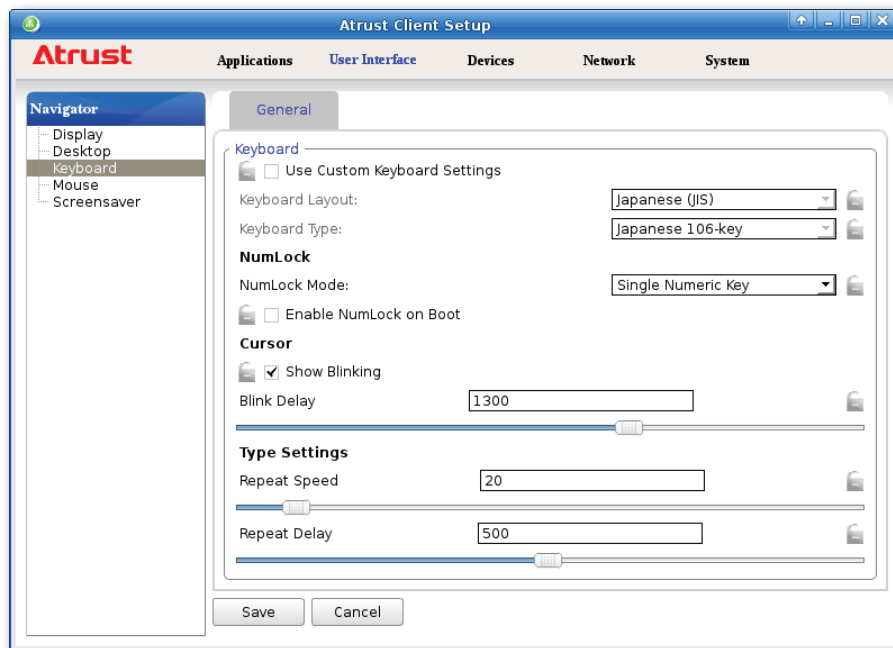 Atrust Client Setup
Atrust
Applications User Interface Devices Network System
Navigator
Display
Desktop
Keyboard
Mouse
Screensaver
General
Keyboard
Use Custom Keyboard Settings
Keyboard Layout: Japanese (JIS)
Keyboard Type: Japanese 106-key
NumLock
NumLock Mode: Single Numeric Key
Enable NumLock on Boot
Cursor
Show Blinking
Blink Delay 1300
Type Settings
Repeat Speed 20
Repeat Delay 500
Save Cancel